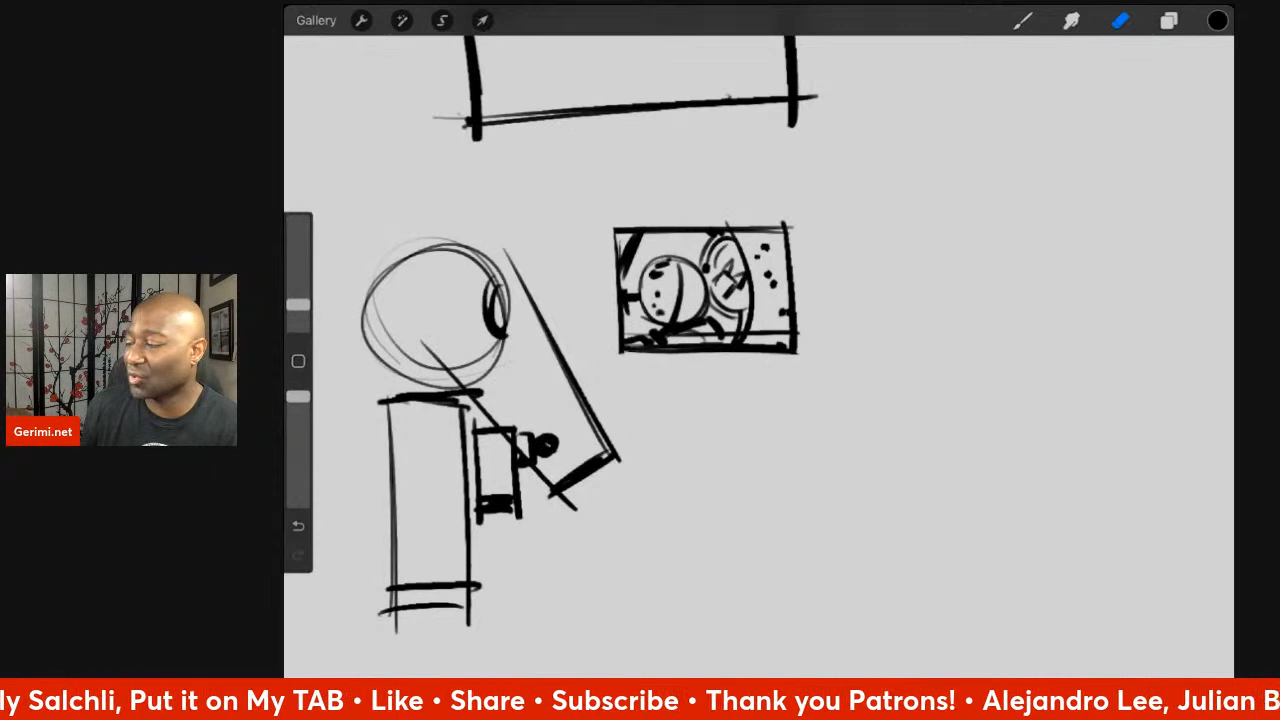 Gallery
Gerimi.net
ly Salchli, Put it on My TAB • Like • Share • Subscribe • Thank you Patrons! • Alejandro Lee, Julian B